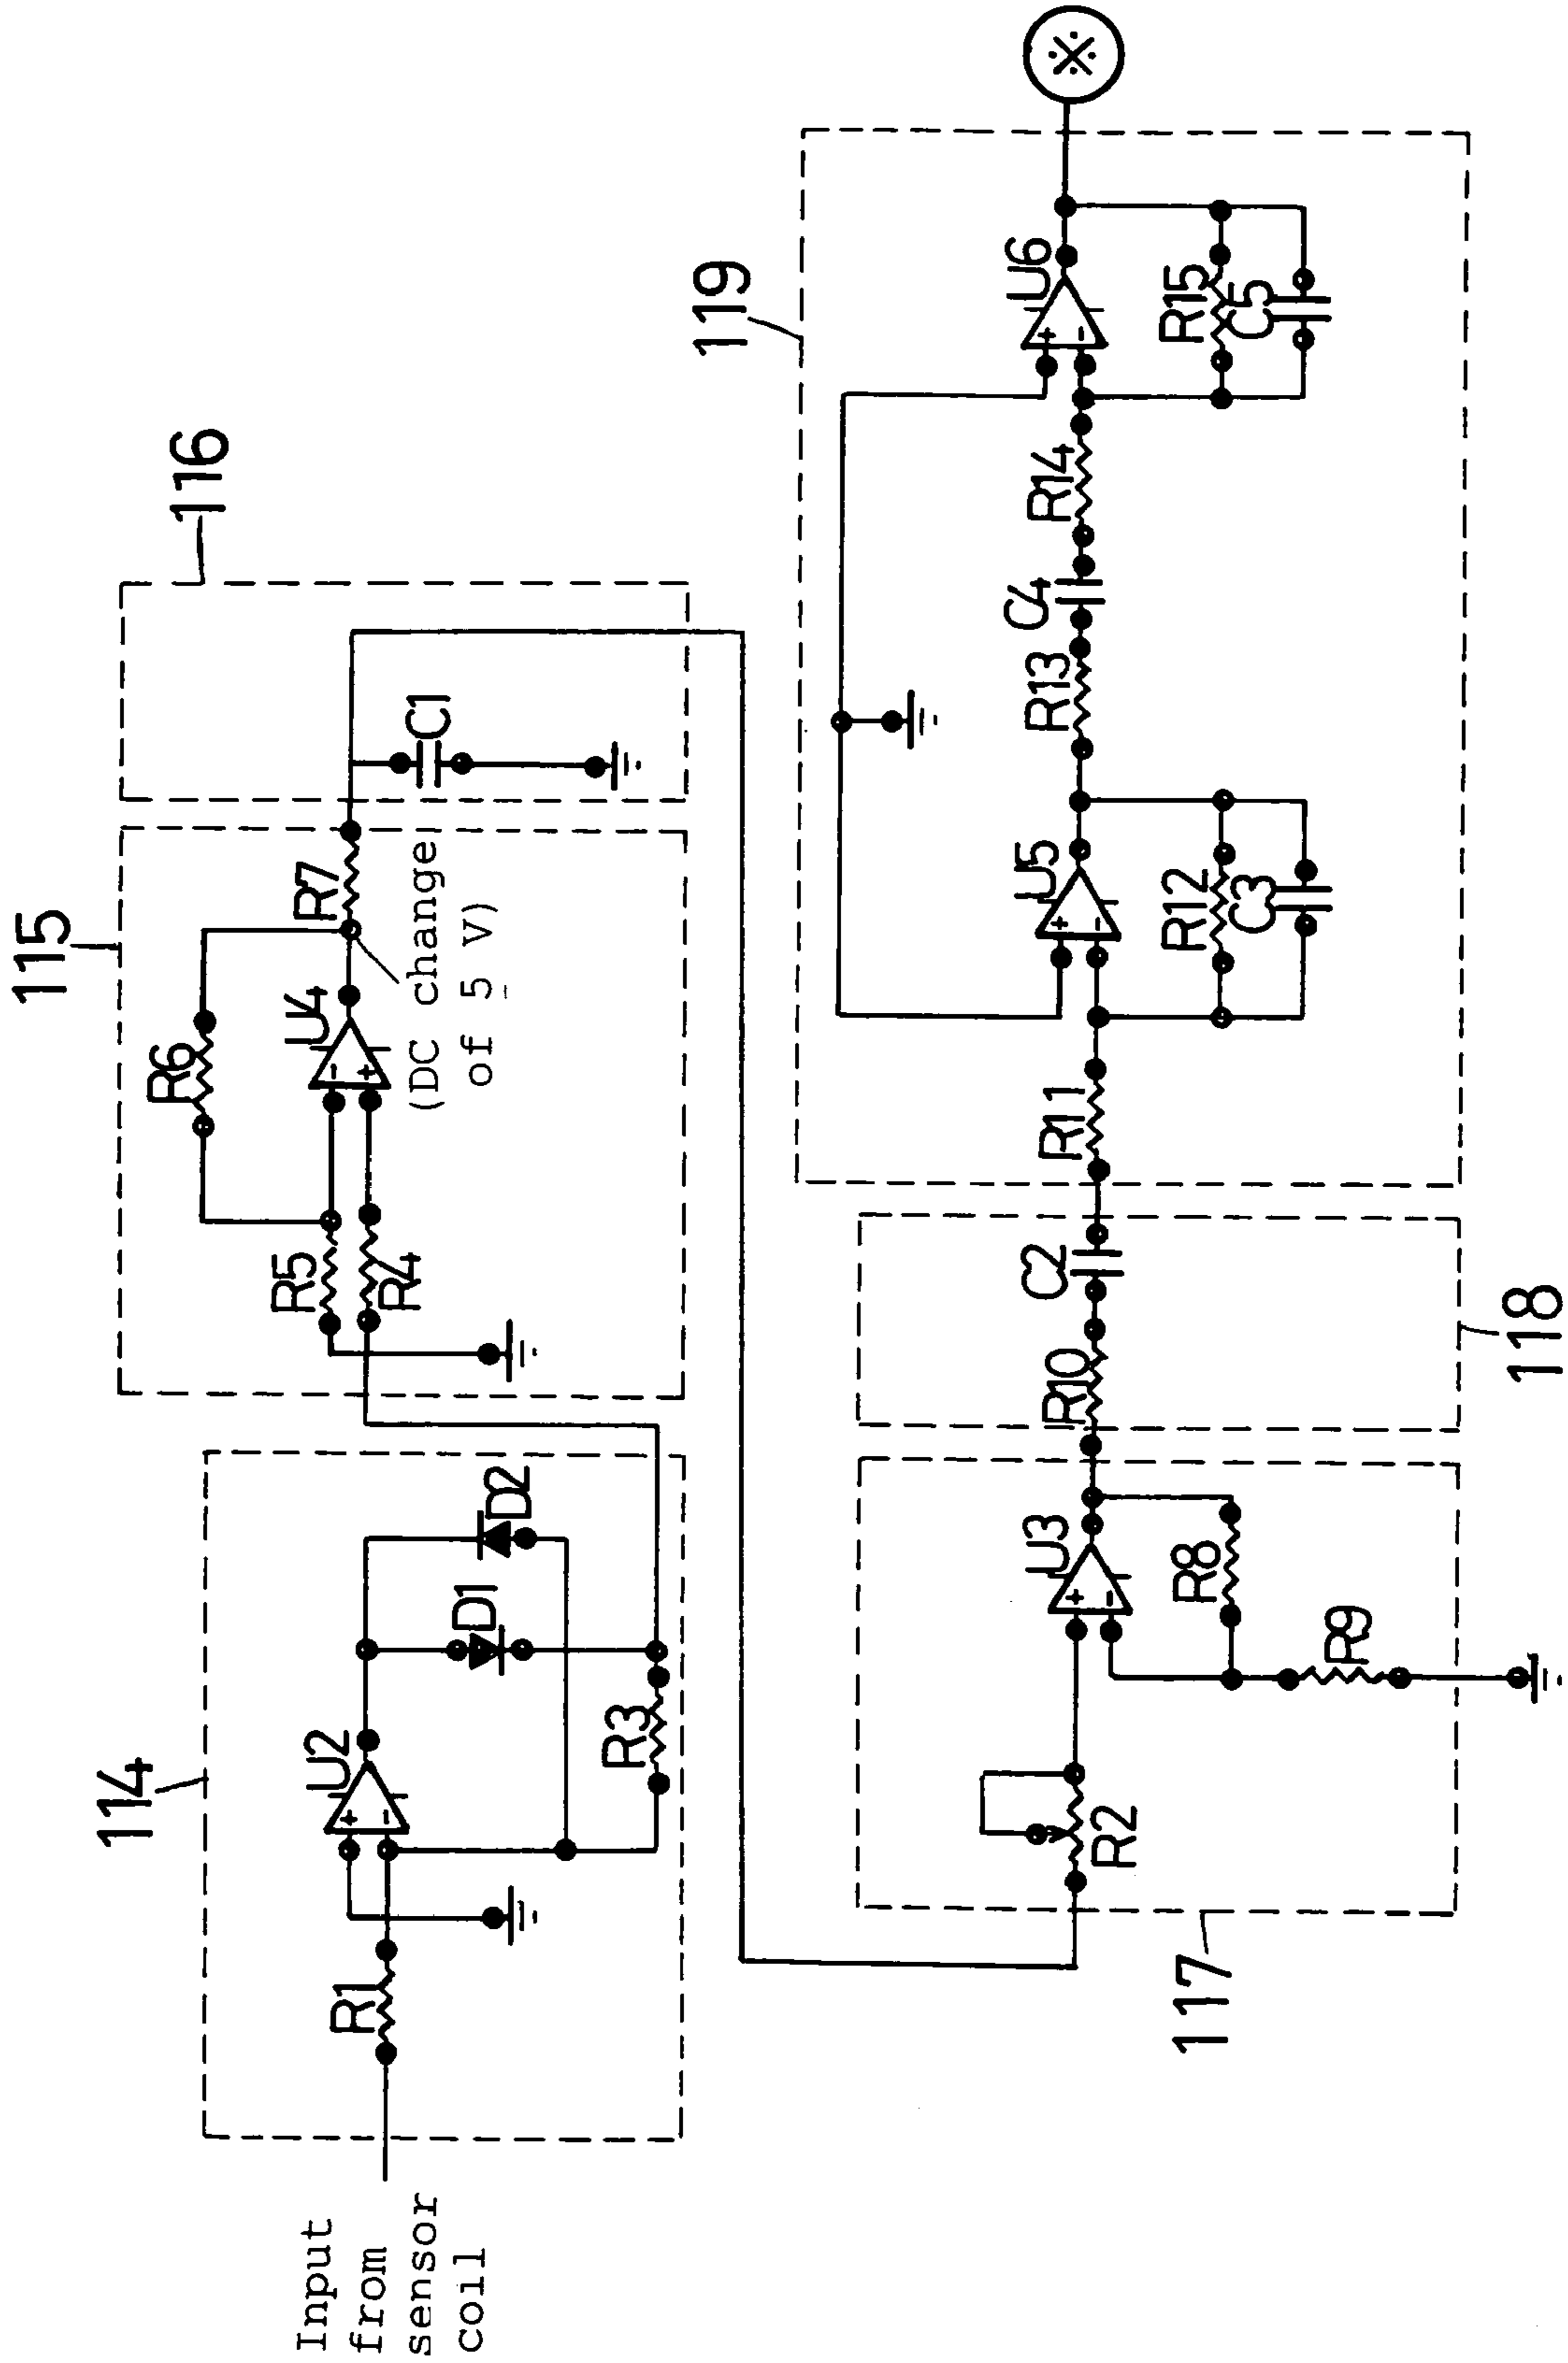 114
Input
from
sensor
coil
R1
U2
+
-
R3
D1
D2
115
R5
R4
R6
U4
-
+
R7
(DC change
of 5 V)
116
C1
117
R2
U3
+
-
R8
R9
118
R10
C2
119
R11
U5
+
-
R12
C3
R13
C4
R14
U6
+
-
R15
C5
※